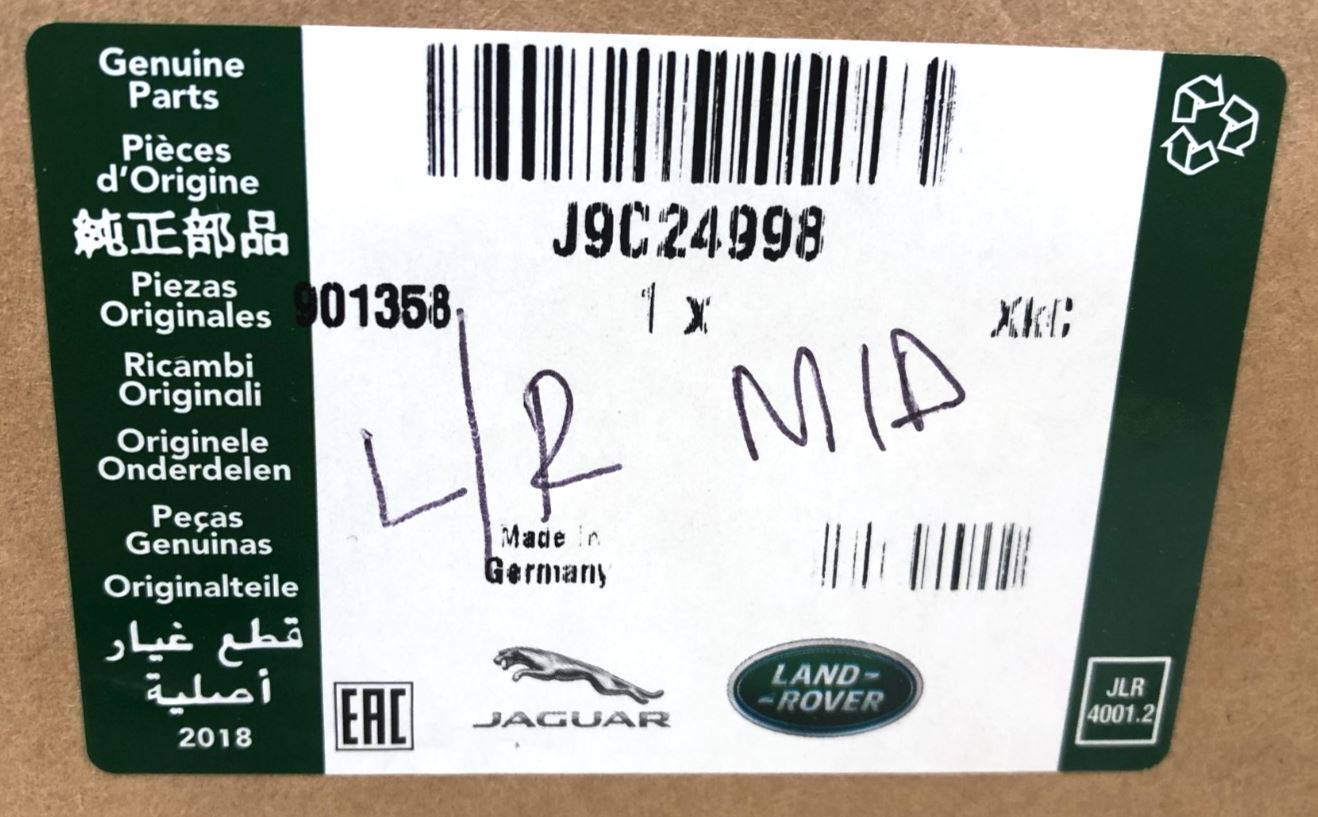 Genuine
Parts
Pièces
d'Origine
純正部品
Piezas
Originales
Ricambi
Originali
Originele
Onderdelen
Peças
Genuinas
Originalteile
قطع غيار
أصلية
2018
J9C24998
901358
1 x
L/R MID
Made in
Germany
EAC
JAGUAR
LAND-
-ROVER
JLR
4001.2